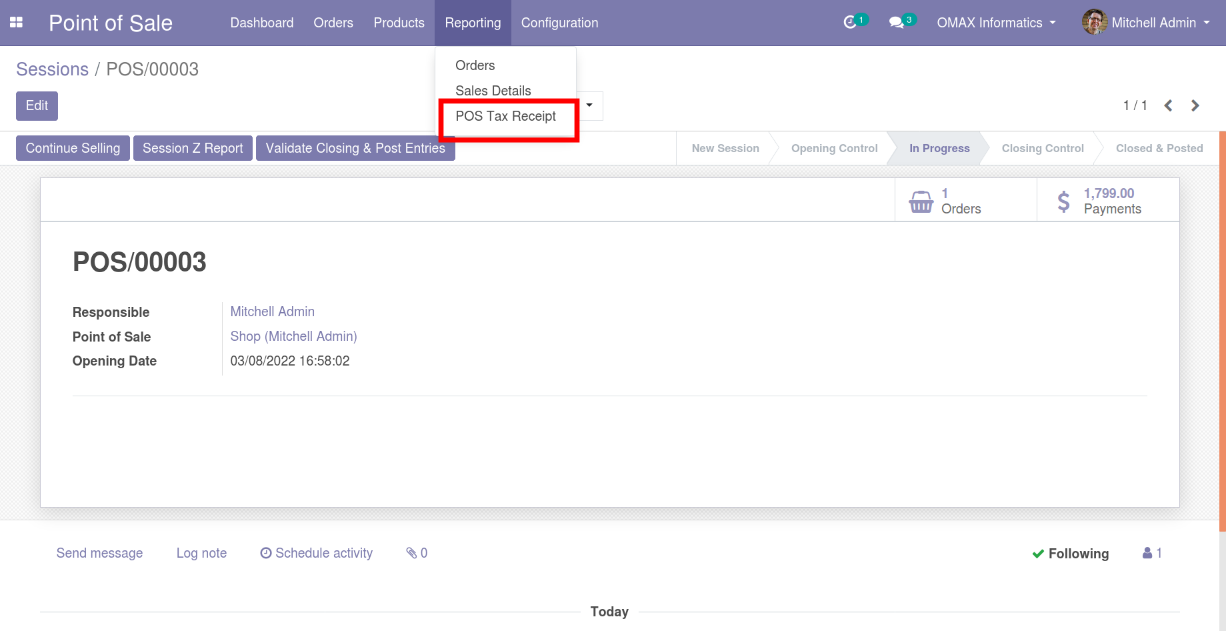 Point of Sale Dashboard Orders Products Reporting Configuration 1 3 OMAX Informatics Mitchell Admin
Sessions / POS/00003
Orders
Sales Details
POS Tax Receipt
Edit
1 / 1
Continue Selling Session Z Report Validate Closing & Post Entries New Session Opening Control In Progress Closing Control Closed & Posted
1
Orders
1,799.00
Payments
POS/00003
Responsible Mitchell Admin
Point of Sale Shop (Mitchell Admin)
Opening Date 03/08/2022 16:58:02
Send message Log note Schedule activity 0 Following 1
Today